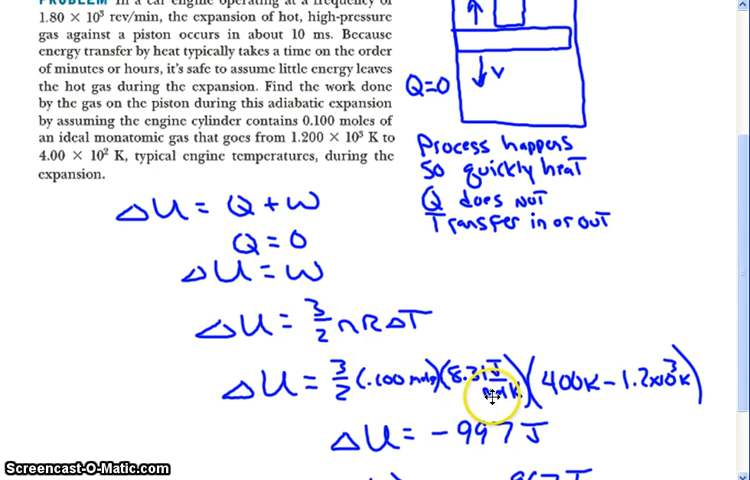 PROBLEM In a car engine operating at a frequency of
1.80 × 10³ rev/min, the expansion of hot, high-pressure
gas against a piston occurs in about 10 ms. Because
energy transfer by heat typically takes a time on the order
of minutes or hours, it's safe to assume little energy leaves
the hot gas during the expansion. Find the work done
by the gas on the piston during this adiabatic expansion
by assuming the engine cylinder contains 0.100 moles of
an ideal monatomic gas that goes from 1.200 × 10³ K to
4.00 × 10² K, typical engine temperatures, during the
expansion.
V
Q=0
Process happens
So quickly heat
Q does not
Transfer in or out
ΔU = Q + W
Q = 0
ΔU = W
ΔU = 3/2 nRΔT
ΔU = 3/2 (.100 mols)(8.31 J/mol K)(400K − 1.2x10³K)
ΔU = −997 J
Screencast-O-Matic.com